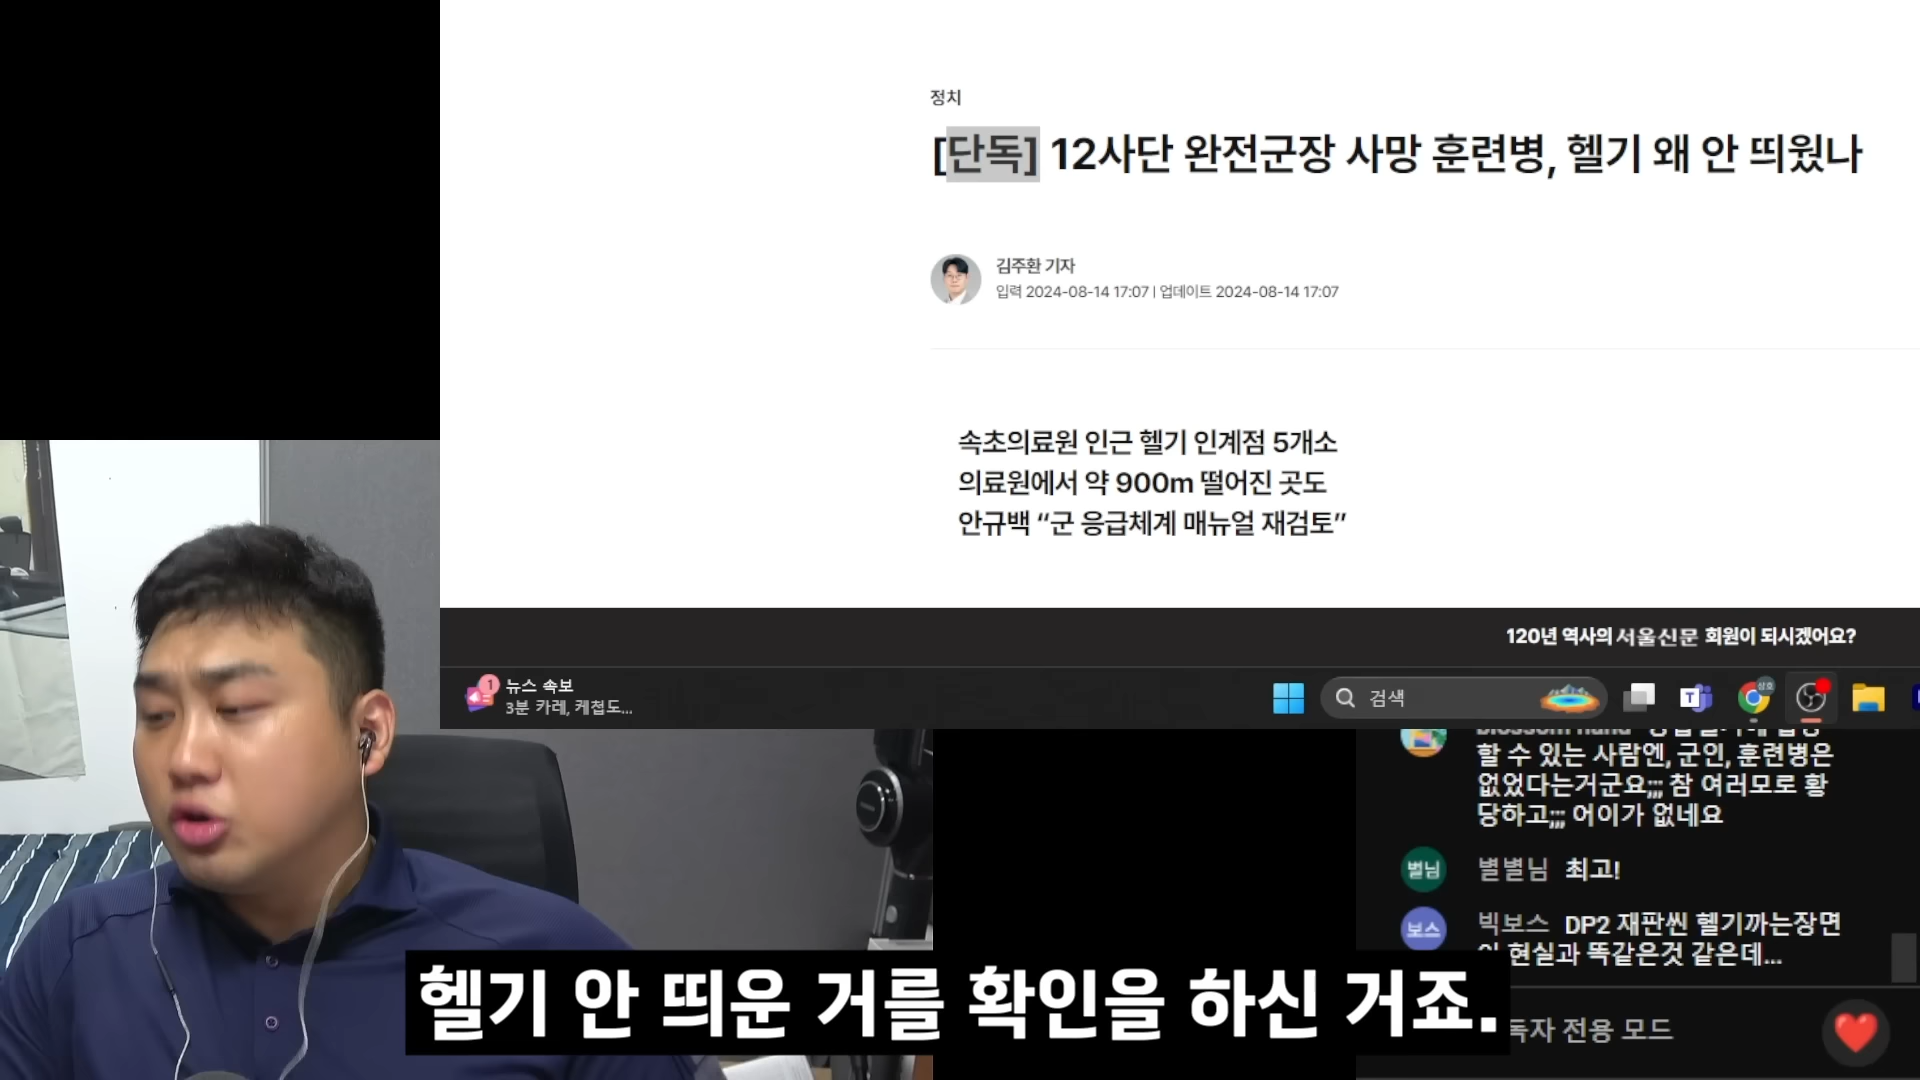 정치
[단독] 12사단 완전군장 사망 훈련병, 헬기 왜 안 띄웠나
김주환 기자
입력 2024-08-14 17:07 | 업데이트 2024-08-14 17:07
속초의료원 인근 헬기 인계점 5개소
의료원에서 약 900m 떨어진 곳도
안규백 “군 응급체계 매뉴얼 재검토”
120년 역사의 서울신문 회원이 되시겠어요?
1
뉴스 속보
3분 카레, 케첩도...
검색
할 수 있는 사람엔, 군인, 훈련병은
없었다는거군요;;; 참 여러모로 황
당하고;;; 어이가 없네요
벌님
별별님 최고!
보스
빅보스 DP2 재판씬 헬기까는장면
현실과 똑같은것 같은데...
헬기 안 띄운 거를 확인을 하신 거죠.
독자 전용 모드